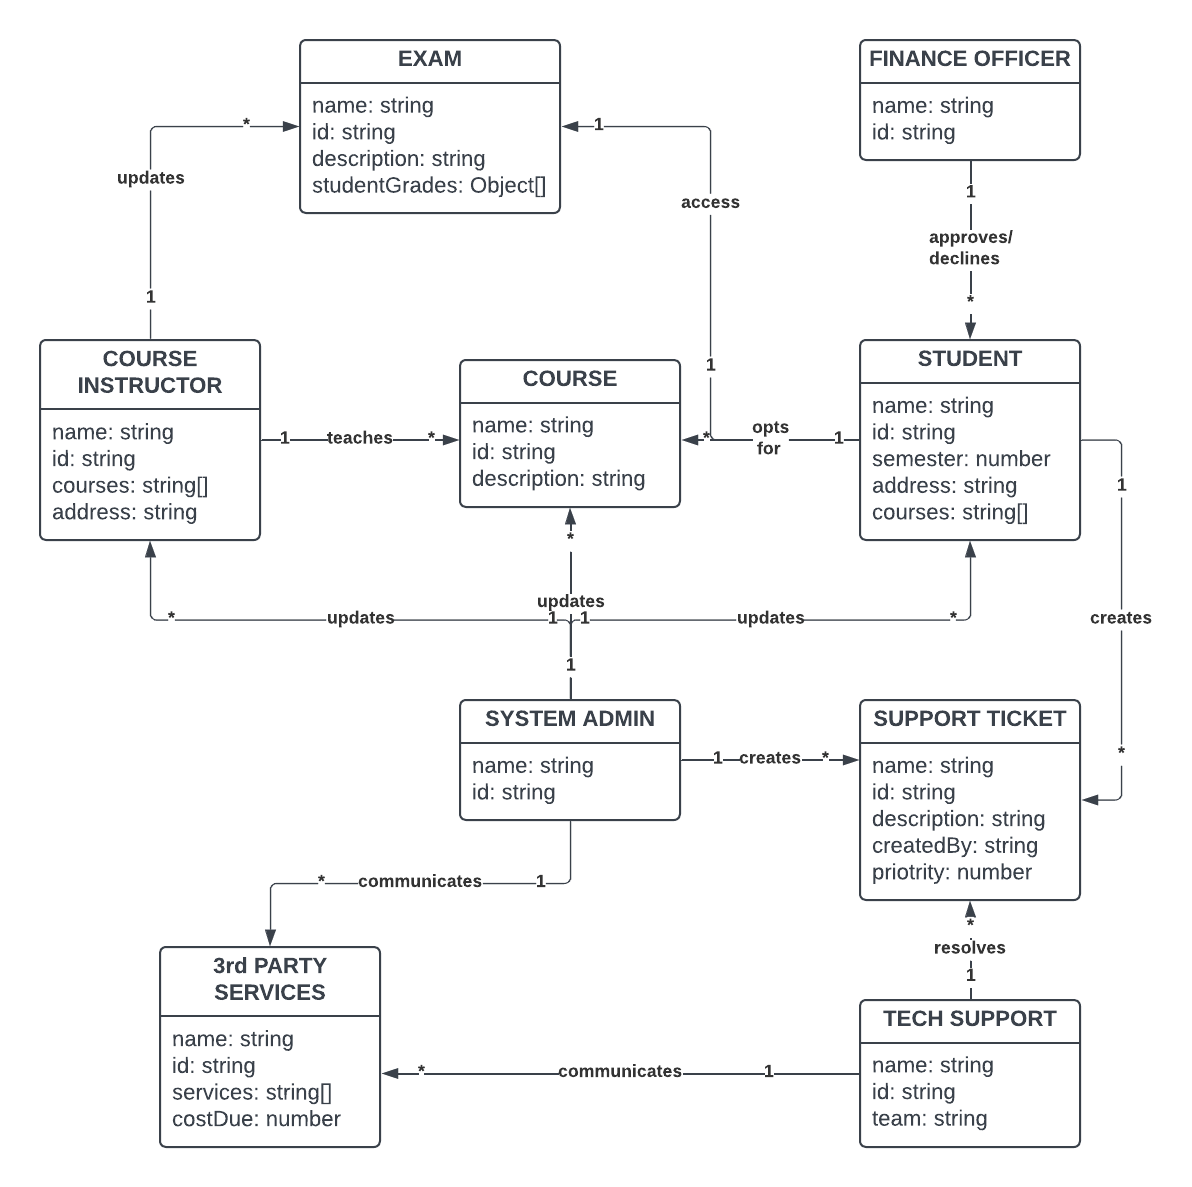 EXAM
name: string
id: string
description: string
studentGrades: Object[]
FINANCE OFFICER
name: string
id: string
*
1
updates
access
1
approves/
declines
*
1
1
COURSE
INSTRUCTOR
name: string
id: string
courses: string[]
address: string
1
teaches
*
COURSE
name: string
id: string
description: string
*
opts
for
1
STUDENT
name: string
id: string
semester: number
address: string
courses: string[]
1
*
updates
*
updates
1
1
updates
*
creates
1
*
SYSTEM ADMIN
name: string
id: string
1
creates
*
SUPPORT TICKET
name: string
id: string
description: string
createdBy: string
priotrity: number
*
communicates
1
*
resolves
1
3rd PARTY
SERVICES
name: string
id: string
services: string[]
costDue: number
*
communicates
1
TECH SUPPORT
name: string
id: string
team: string